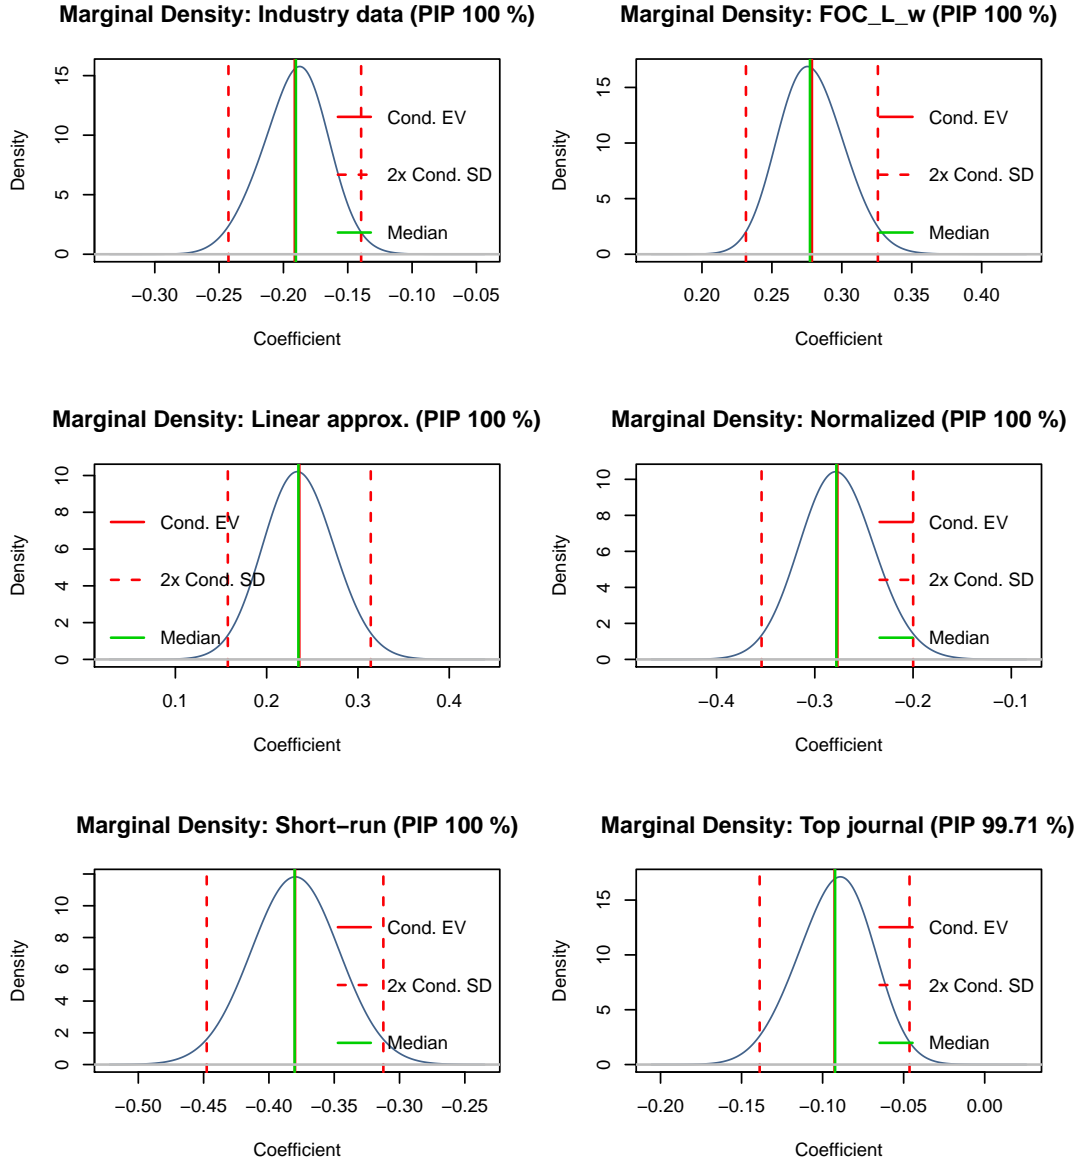 Marginal Density: Industry data (PIP 100 %)
Density
0
5
10
15
Cond. EV
2x Cond. SD
Median
−0.30 −0.25 −0.20 −0.15 −0.10 −0.05
Coefficient
Marginal Density: FOC_L_w (PIP 100 %)
Density
0
5
10
15
Cond. EV
2x Cond. SD
Median
0.20 0.25 0.30 0.35 0.40
Coefficient
Marginal Density: Linear approx. (PIP 100 %)
Density
0
2
4
6
8
10
Cond. EV
2x Cond. SD
Median
0.1 0.2 0.3 0.4
Coefficient
Marginal Density: Normalized (PIP 100 %)
Density
0
2
4
6
8
10
Cond. EV
2x Cond. SD
Median
−0.4 −0.3 −0.2 −0.1
Coefficient
Marginal Density: Short−run (PIP 100 %)
Density
0
2
4
6
8
10
Cond. EV
2x Cond. SD
Median
−0.50 −0.45 −0.40 −0.35 −0.30 −0.25
Coefficient
Marginal Density: Top journal (PIP 99.71 %)
Density
0
5
10
15
Cond. EV
2x Cond. SD
Median
−0.20 −0.15 −0.10 −0.05 0.00
Coefficient